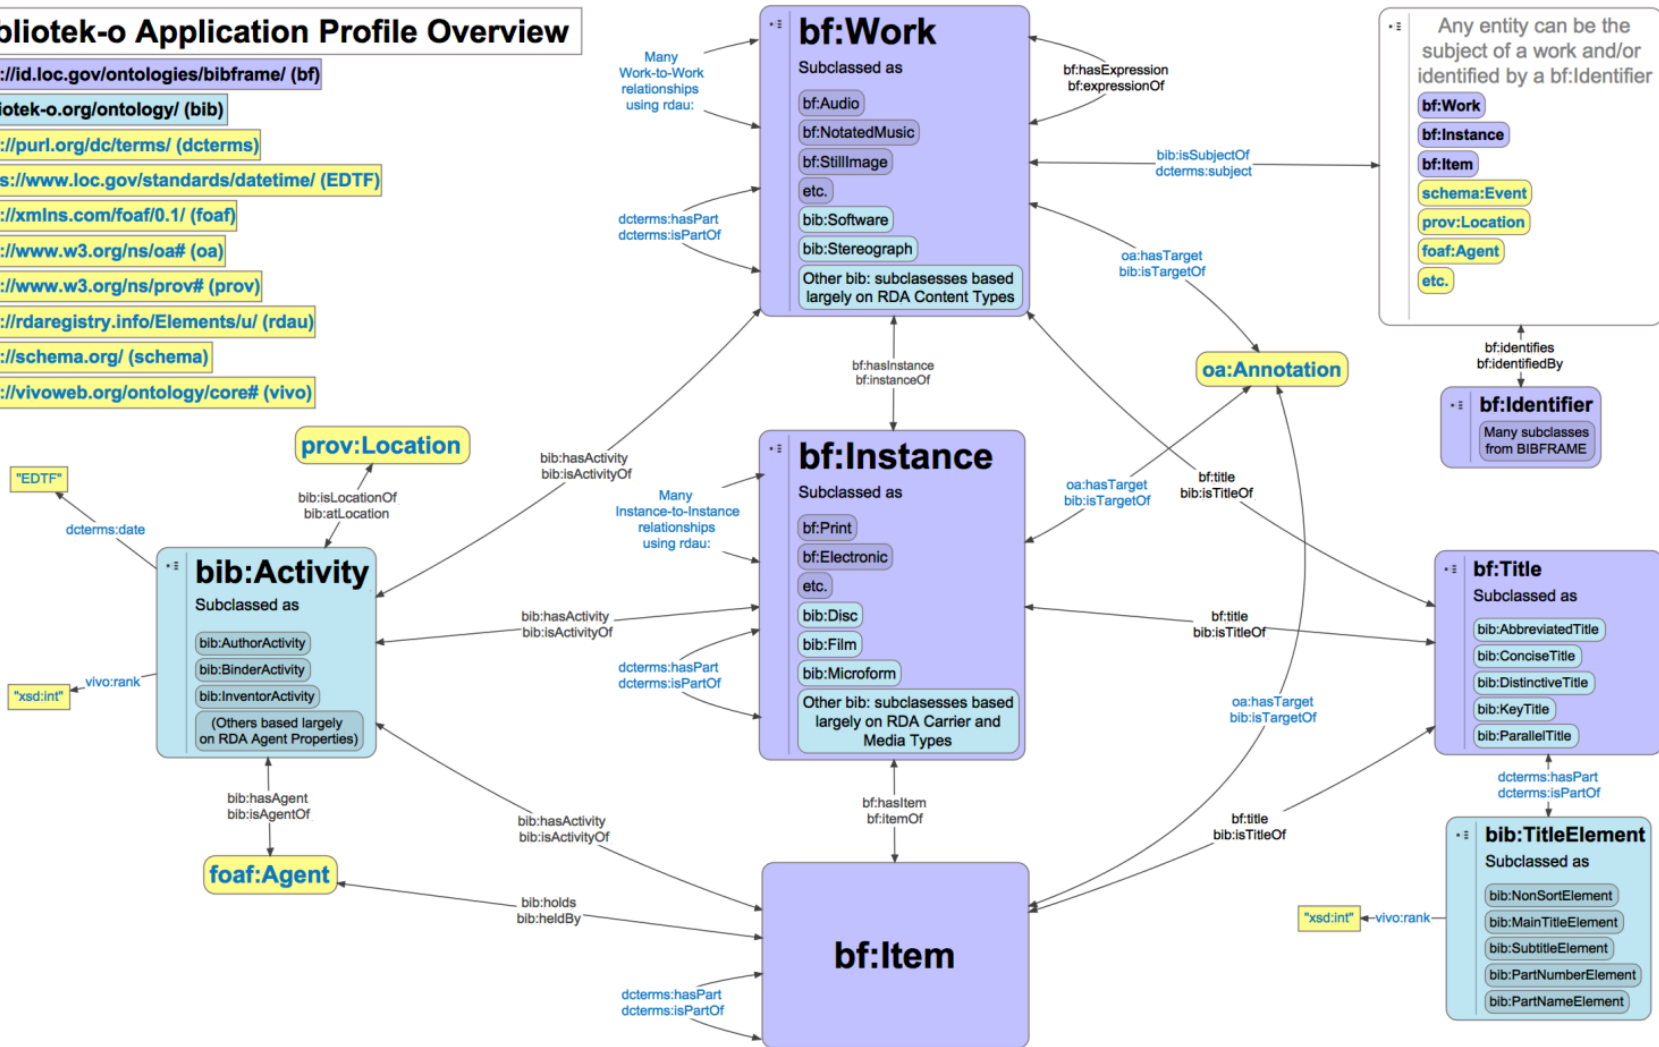 bliotek-o Application Profile Overview
://id.loc.gov/ontologies/bibframe/ (bf)
iotek-o.org/ontology/ (bib)
://purl.org/dc/terms/ (dcterms)
s://www.loc.gov/standards/datetime/ (EDTF)
://xmlns.com/foaf/0.1/ (foaf)
://www.w3.org/ns/oa# (oa)
://www.w3.org/ns/prov# (prov)
://rdaregistry.info/Elements/u/ (rdau)
://schema.org/ (schema)
://vivoweb.org/ontology/core# (vivo)
bf:Work
Subclassed as
bf:Audio
bf:NotatedMusic
bf:StillImage
etc.
bib:Software
bib:Stereograph
Other bib: subclasesses based
largely on RDA Content Types
Many
Work-to-Work
relationships
using rdau:
dcterms:hasPart
dcterms:isPartOf
bf:hasExpression
bf:expressionOf
bib:isSubjectOf
dcterms:subject
oa:hasTarget
bib:isTargetOf
Any entity can be the
subject of a work and/or
identified by a bf:Identifier
bf:Work
bf:Instance
bf:Item
schema:Event
prov:Location
foaf:Agent
etc.
bf:identifies
bf:identifiedBy
bf:Identifier
Many subclasses
from BIBFRAME
oa:Annotation
bf:hasInstance
bf:instanceOf
prov:Location
bib:isLocationOf
bib:atLocation
"EDTF"
dcterms:date
bib:hasActivity
bib:isActivityOf
bib:Activity
Subclassed as
bib:AuthorActivity
bib:BinderActivity
bib:InventorActivity
(Others based largely
on RDA Agent Properties)
"xsd:int"
vivo:rank
bf:Instance
Subclassed as
bf:Print
bf:Electronic
etc.
bib:Disc
bib:Film
bib:Microform
Other bib: subclasesses based
largely on RDA Carrier and
Media Types
Many
Instance-to-Instance
relationships
using rdau:
bib:hasActivity
bib:isActivityOf
dcterms:hasPart
dcterms:isPartOf
oa:hasTarget
bib:isTargetOf
bf:title
bib:isTitleOf
bf:title
bib:isTitleOf
oa:hasTarget
bib:isTargetOf
bf:Title
Subclassed as
bib:AbbreviatedTitle
bib:ConciseTitle
bib:DistinctiveTitle
bib:KeyTitle
bib:ParallelTitle
dcterms:hasPart
dcterms:isPartOf
bib:hasAgent
bib:isAgentOf
foaf:Agent
bib:hasActivity
bib:isActivityOf
bf:hasItem
bf:itemOf
bf:title
bib:isTitleOf
bib:holds
bib:heldBy
bf:Item
dcterms:hasPart
dcterms:isPartOf
bib:TitleElement
Subclassed as
bib:NonSortElement
bib:MainTitleElement
bib:SubtitleElement
bib:PartNumberElement
bib:PartNameElement
"xsd:int"
vivo:rank